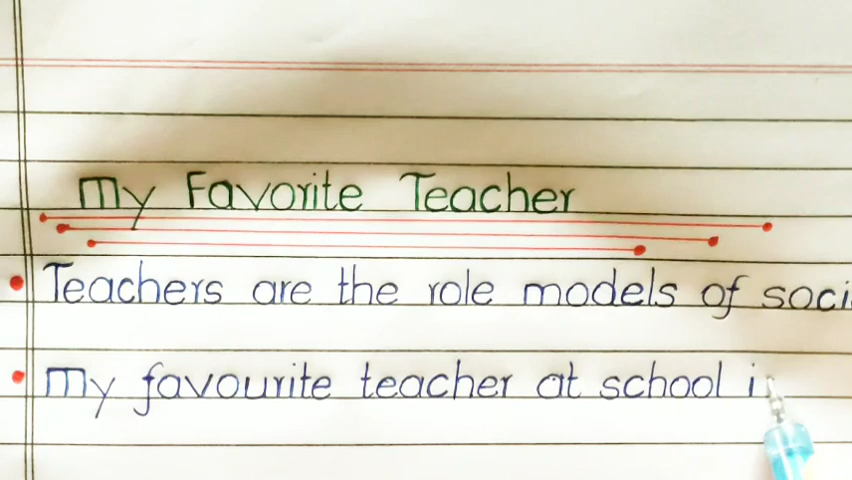 My Favorite Teacher
Teachers are the role models of soci
My favourite teacher at school i